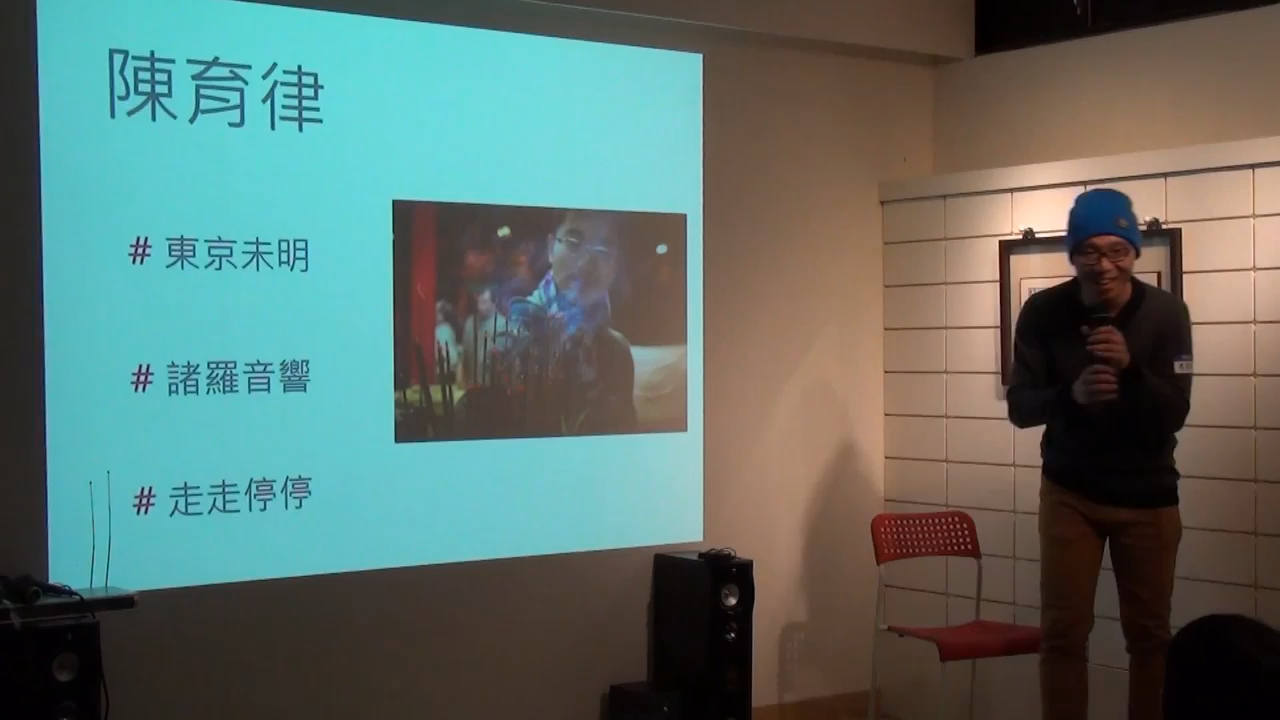 陳育律
# 東京未明
# 諸羅音響
# 走走停停